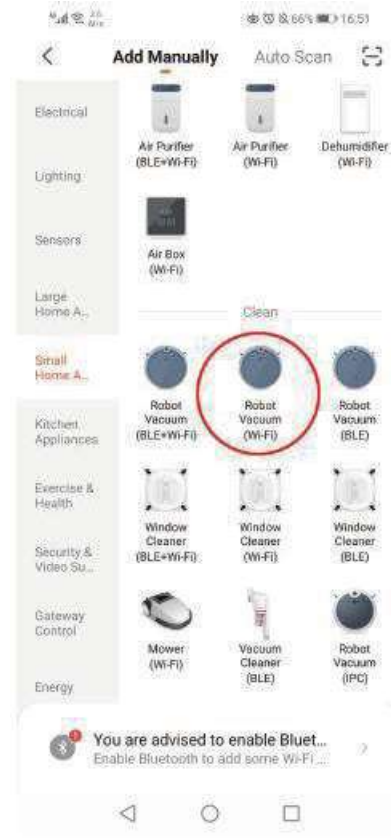 66% 16:51
Add Manually Auto Scan
Electrical
Lighting
Sensors
Large
Home A...
Small
Home A...
Kitchen
Appliances
Exercise &
Health
Security &
Video Su...
Gateway
Control
Energy
Air Purifier
(BLE+Wi-Fi)
Air Purifier
(Wi-Fi)
Dehumidifier
(Wi-Fi)
Air Box
(Wi-Fi)
Clean
Robot
Vacuum
(BLE+Wi-Fi)
Robot
Vacuum
(Wi-Fi)
Robot
Vacuum
(BLE)
Window
Cleaner
(BLE+Wi-Fi)
Window
Cleaner
(Wi-Fi)
Window
Cleaner
(BLE)
Mower
(Wi-Fi)
Vacuum
Cleaner
(BLE)
Robot
Vacuum
(IPC)
You are advised to enable Bluet...
Enable Bluetooth to add some Wi-Fi ...